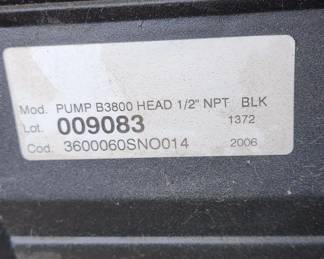 Mod. PUMP B3800 HEAD 1/2" NPT BLK
Lot. 009083 1372
Cod. 3600060SNO014 2006